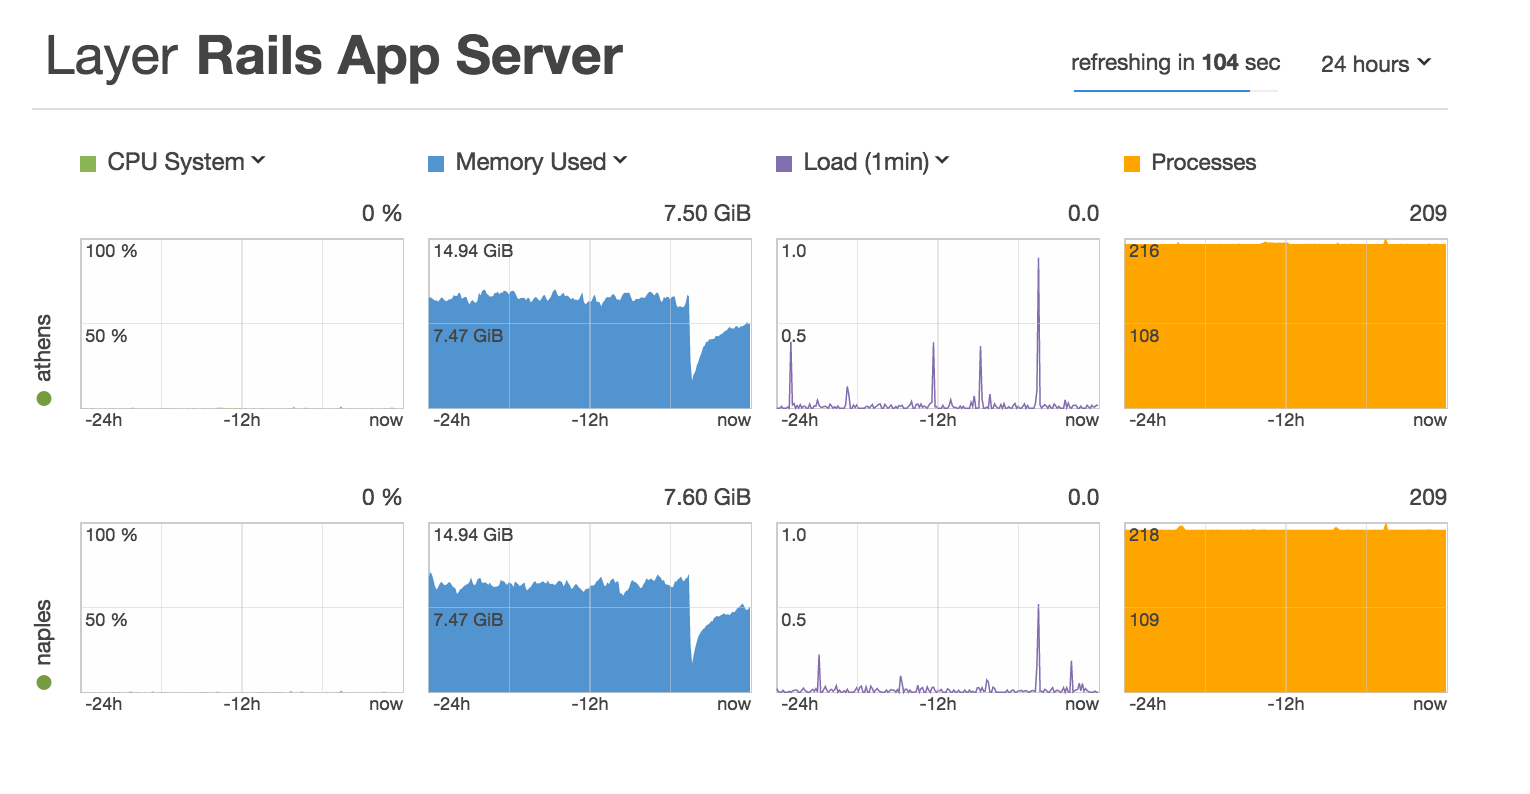 Layer Rails App Server
refreshing in 104 sec
24 hours
CPU System
Memory Used
Load (1min)
Processes
athens
0 %
100 %
50 %
-24h -12h now
7.50 GiB
14.94 GiB
7.47 GiB
-24h -12h now
0.0
1.0
0.5
-24h -12h now
209
216
108
-24h -12h now
naples
0 %
100 %
50 %
-24h -12h now
7.60 GiB
14.94 GiB
7.47 GiB
-24h -12h now
0.0
1.0
0.5
-24h -12h now
209
218
109
-24h -12h now